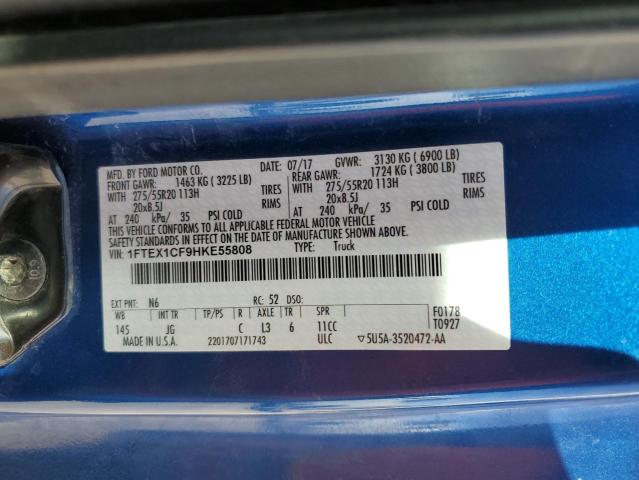 MFD. BY FORD MOTOR CO. DATE: 07/17 GVWR: 3130 KG ( 6900 LB)
FRONT GAWR: 1463 KG ( 3225 LB) REAR GAWR: 1724 KG ( 3800 LB)
WITH 275/55R20 113H TIRES WITH 275/55R20 113H TIRES
20x8.5J RIMS 20x8.5J RIMS
AT 240 kPa/ 35 PSI COLD AT 240 kPa/ 35 PSI COLD
THIS VEHICLE CONFORMS TO ALL APPLICABLE FEDERAL MOTOR VEHICLE
SAFETY AND THEFT PREVENTION STANDARDS IN EFFECT ON THE DATE OF MANUFACTURE SHOWN ABOVE.
VIN: 1FTEX1CF9HKE55808 TYPE: Truck
EXT PNT: N6 RC: 52 DSO:
WB INT TR TP/PS R AXLE TR SPR F0178
145 JG C L3 6 11CC T0927
MADE IN U.S.A. 2201707171743 ULC ▽5U5A-3520472-AA